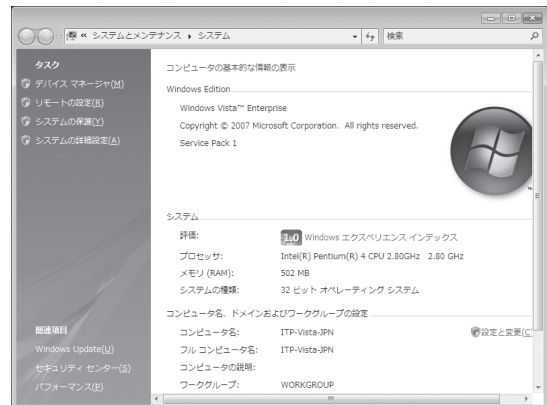 « システムとメンテナンス ▸ システム
検索
タスク
デバイス マネージャ(M)
リモートの設定(R)
システムの保護(Y)
システムの詳細設定(A)
関連項目
Windows Update(U)
セキュリティ センター(S)
パフォーマンス(P)
コンピュータの基本的な情報の表示
Windows Edition
Windows Vista™ Enterprise
Copyright © 2007 Microsoft Corporation. All rights reserved.
Service Pack 1
システム
評価: 1.0 Windows エクスペリエンス インデックス
プロセッサ: Intel(R) Pentium(R) 4 CPU 2.80GHz 2.80 GHz
メモリ (RAM): 502 MB
システムの種類: 32 ビット オペレーティング システム
コンピュータ名、ドメインおよびワークグループの設定
コンピュータ名: ITP-Vista-JPN 設定と変更(C
フル コンピュータ名: ITP-Vista-JPN
コンピュータの説明:
ワークグループ: WORKGROUP